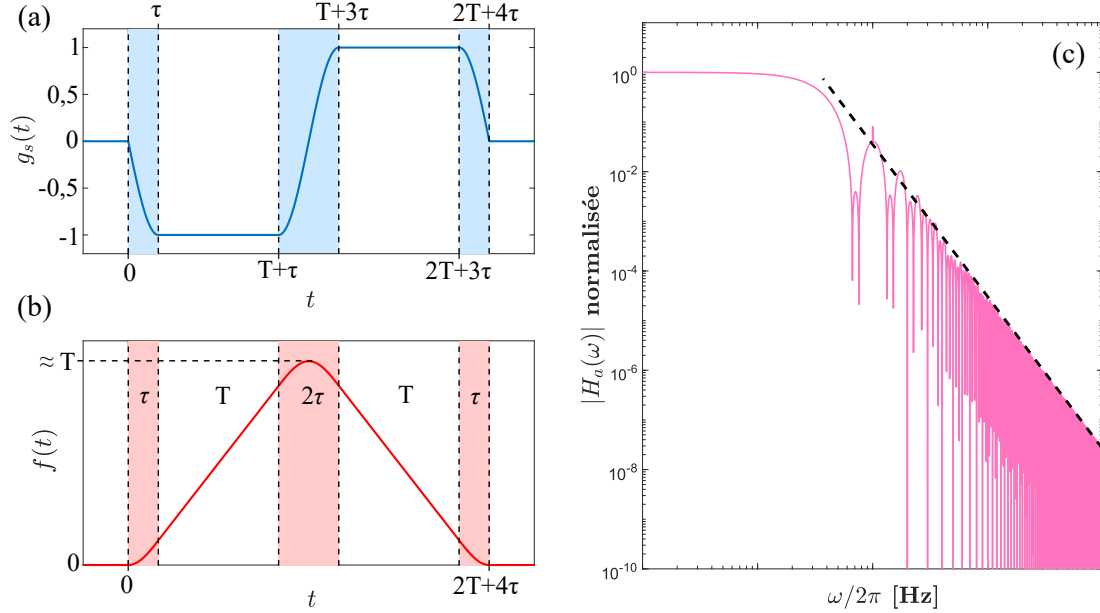 (a)
τ
T+3τ
2T+4τ
1
0,5
0
-0,5
-1
g_s(t)
0
T+τ
2T+3τ
t
(b)
≈ T
τ
T
2τ
T
τ
f(t)
0
0
2T+4τ
t
(c)
10^0
10^-2
10^-4
10^-6
10^-8
10^-10
|H_a(ω)| normalisée
ω/2π [Hz]